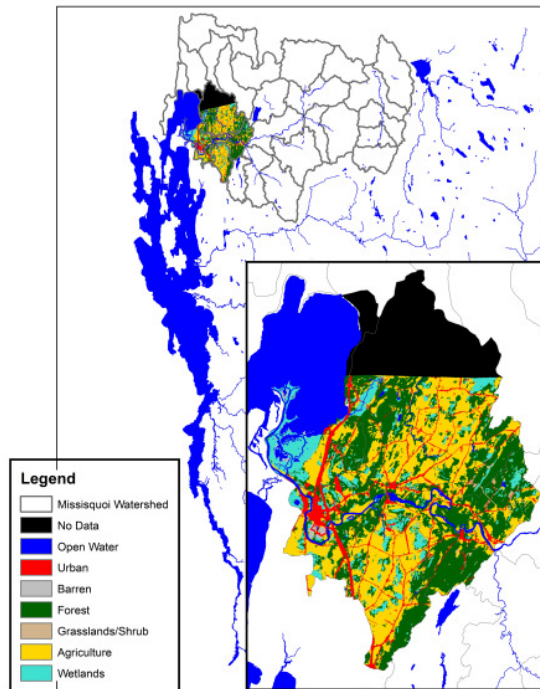 Legend
Missisquoi Watershed
No Data
Open Water
Urban
Barren
Forest
Grasslands/Shrub
Agriculture
Wetlands